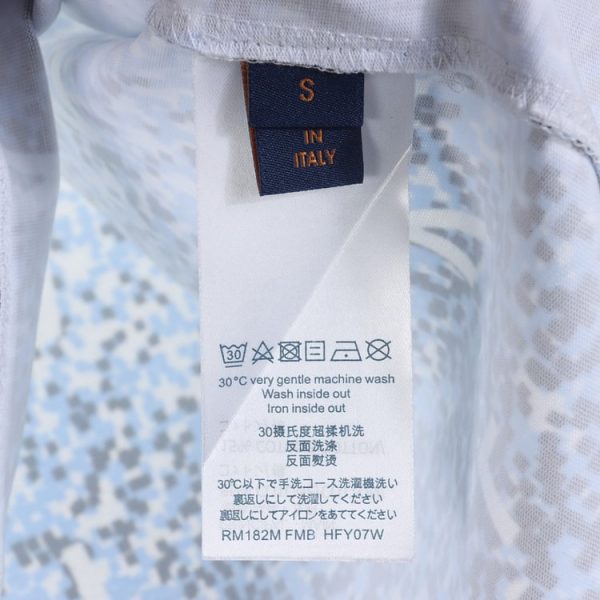 S
IN
ITALY
30
30°C very gentle machine wash
Wash inside out
Iron inside out
30摄氏度超揉机洗
反面洗涤
反面熨烫
30℃以下で手洗コース洗濯機洗い
裏返しにして洗濯してください
裏返しにしてアイロンをあててください
RM182M FMB HFY07W